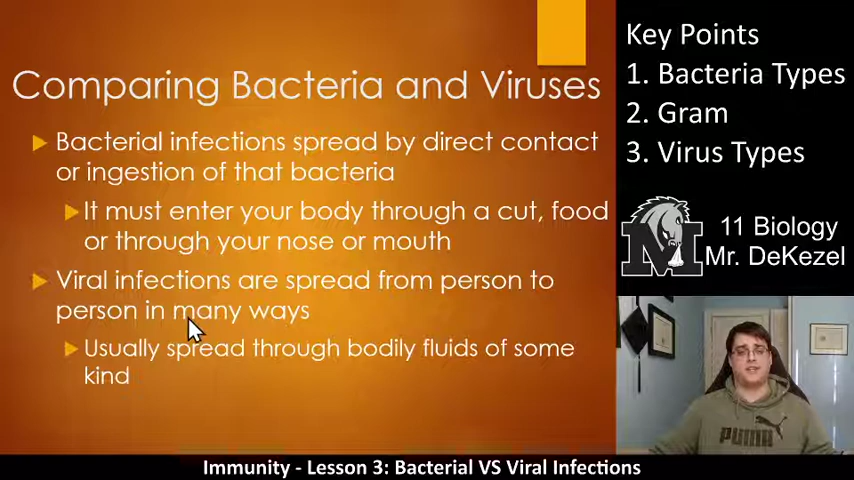 Comparing Bacteria and Viruses
Bacterial infections spread by direct contact
or ingestion of that bacteria
It must enter your body through a cut, food
or through your nose or mouth
Viral infections are spread from person to
person in many ways
Usually spread through bodily fluids of some
kind
Key Points
1. Bacteria Types
2. Gram
3. Virus Types
M
11 Biology
Mr. DeKezel
PUMA
Immunity - Lesson 3: Bacterial VS Viral Infections